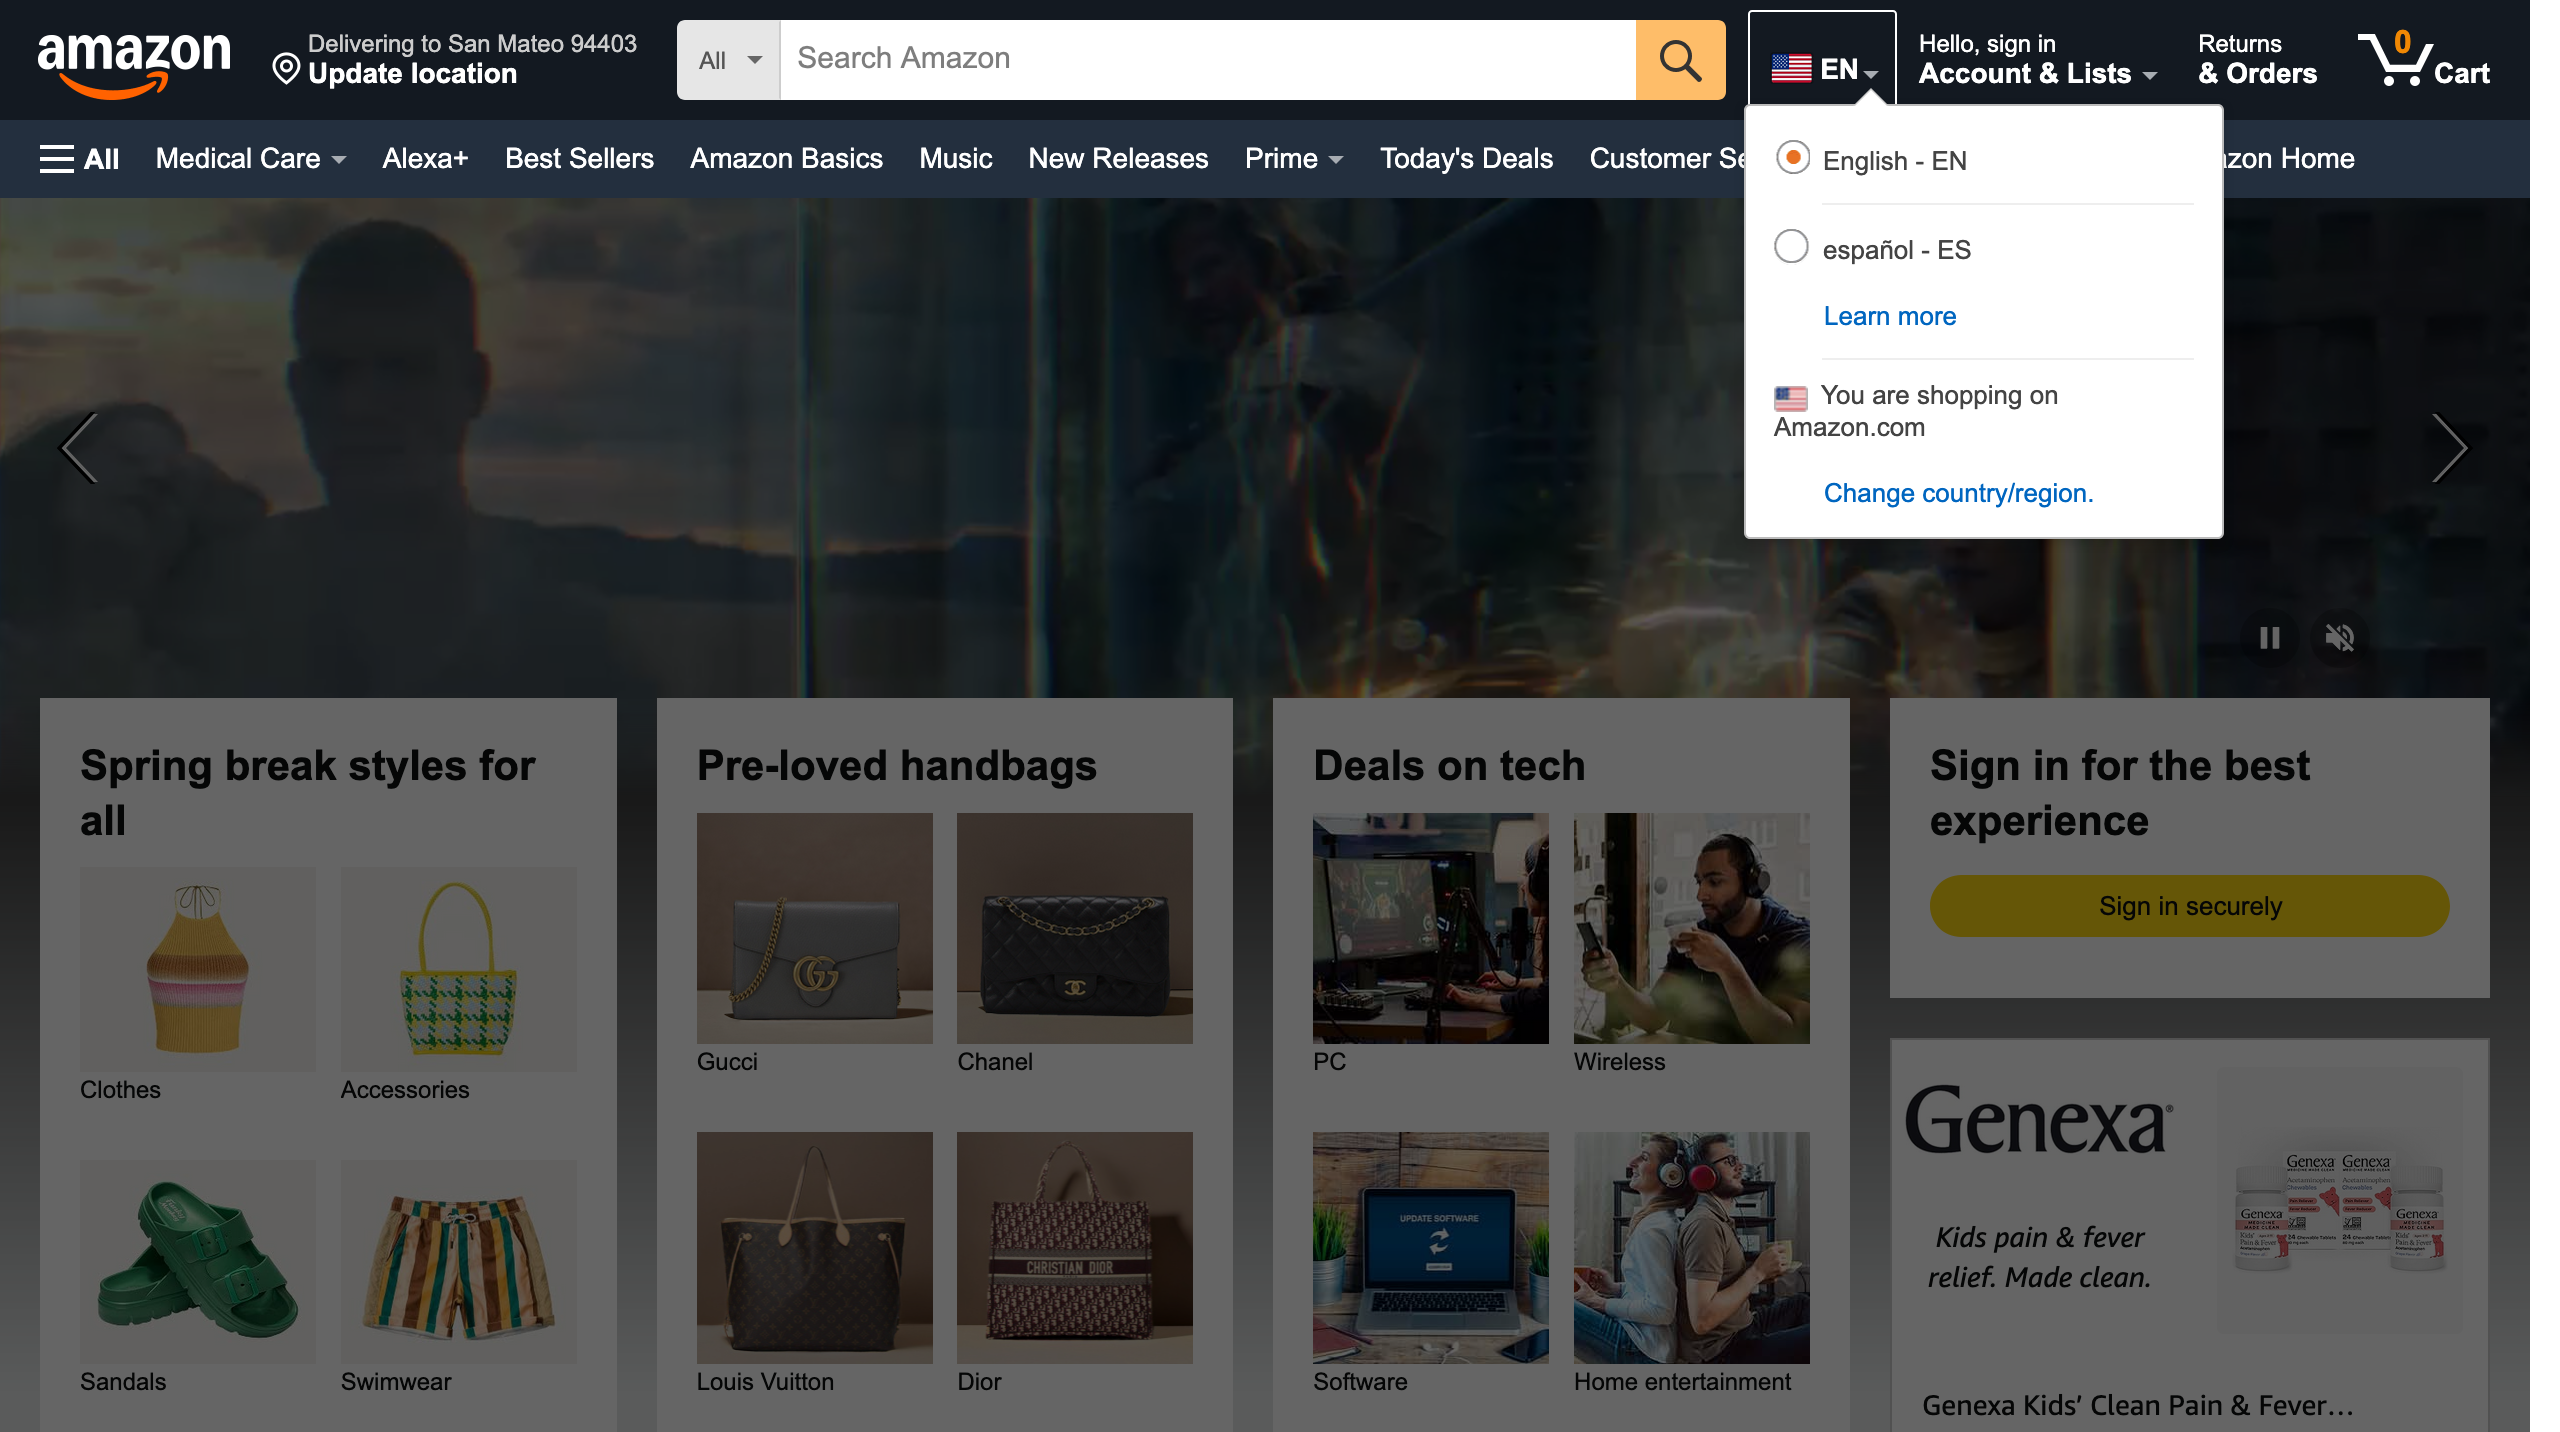 amazon
Delivering to San Mateo 94403
Update location
All
Search Amazon
EN
Hello, sign in
Account & Lists
Returns
& Orders
0
Cart
All
Medical Care
Alexa+
Best Sellers
Amazon Basics
Music
New Releases
Prime
Today's Deals
Customer Se
zon Home
English - EN
español - ES
Learn more
You are shopping on
Amazon.com
Change country/region.
Spring break styles for
all
Clothes
Accessories
Sandals
Swimwear
Pre-loved handbags
Gucci
Chanel
CHRISTIAN DIOR
Louis Vuitton
Dior
Deals on tech
PC
Wireless
UPDATE SOFTWARE
Software
Home entertainment
Sign in for the best
experience
Sign in securely
Genexa®
Kids pain & fever
relief. Made clean.
Genexa Genexa
Genexa
Genexa
Genexa Kids’ Clean Pain & Fever…